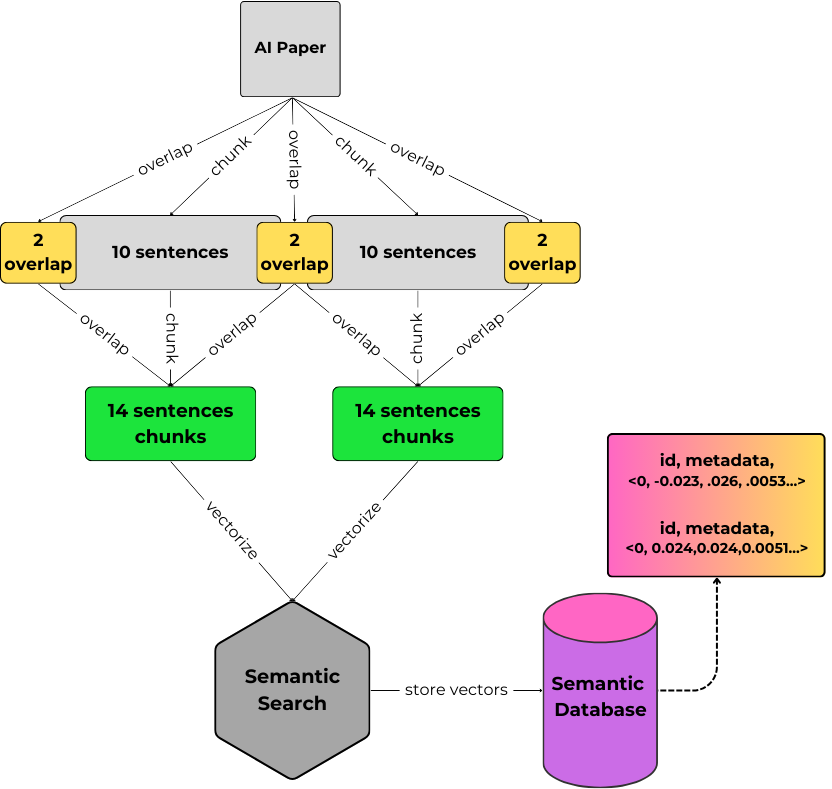 AI Paper
overlap
chunk
overlap
chunk
overlap
2
overlap
10 sentences
2
overlap
10 sentences
2
overlap
overlap
chunk
overlap
overlap
chunk
overlap
14 sentences
chunks
14 sentences
chunks
id, metadata,
<0, -0.023, .026, .0053...>
id, metadata,
<0, 0.024,0.024,0.0051...>
vectorize
vectorize
Semantic
Search
store vectors
Semantic
Database